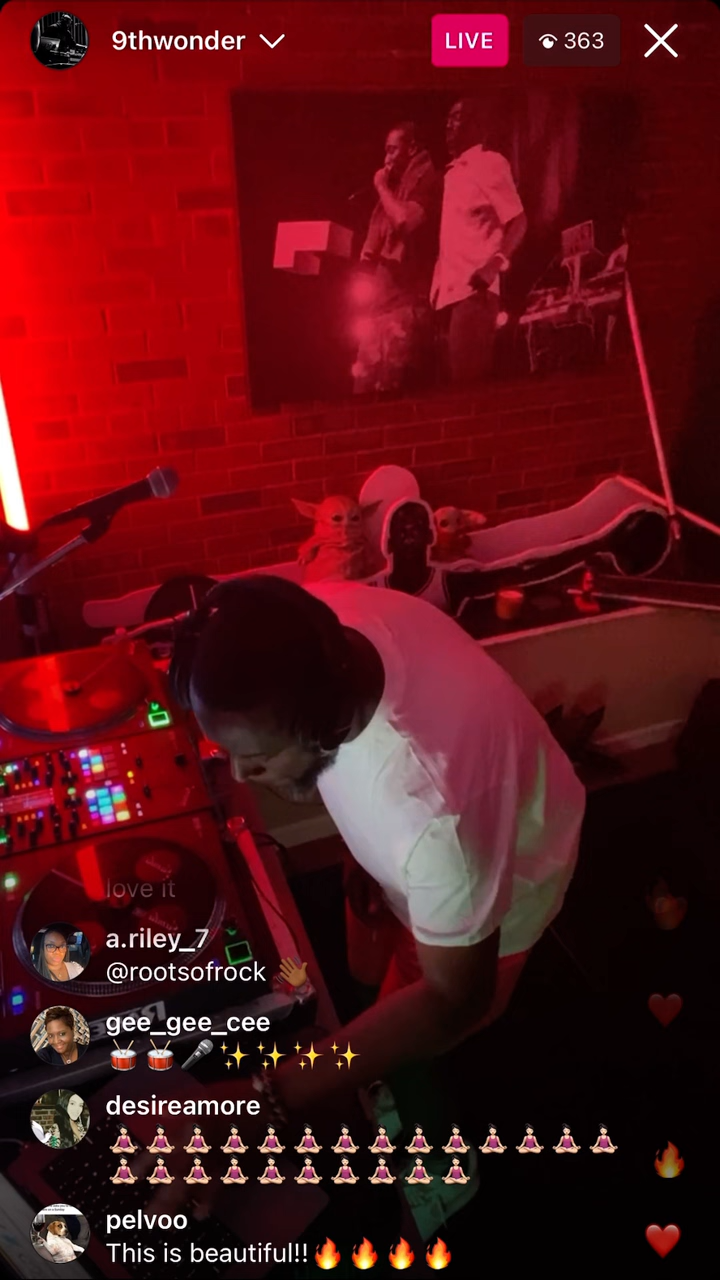 9thwonder
LIVE
363
love it
a.riley_7
@rootsofrock 👋🏽
gee_gee_cee
🥁🥁🎤✨✨✨✨
desireamore
🧘🏻‍♀️🧘🏻‍♀️🧘🏻‍♀️🧘🏻‍♀️🧘🏻‍♀️🧘🏻‍♀️🧘🏻‍♀️🧘🏻‍♀️🧘🏻‍♀️🧘🏻‍♀️🧘🏻‍♀️🧘🏻‍♀️🧘🏻‍♀️🧘🏻‍♀️
🧘🏻‍♀️🧘🏻‍♀️🧘🏻‍♀️🧘🏻‍♀️🧘🏻‍♀️🧘🏻‍♀️🧘🏻‍♀️🧘🏻‍♀️🧘🏻‍♀️🧘🏻‍♀️
pelvoo
This is beautiful!!🔥🔥🔥🔥